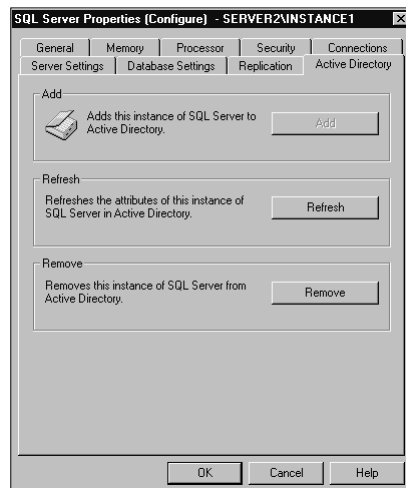 SQL Server Properties (Configure) - SERVER2\INSTANCE1
General Memory Processor Security Connections
Server Settings Database Settings Replication Active Directory
Add
Adds this instance of SQL Server to
Active Directory.
Add
Refresh
Refreshes the attributes of this instance of
SQL Server in Active Directory.
Refresh
Remove
Removes this instance of SQL Server from
Active Directory.
Remove
OK Cancel Help